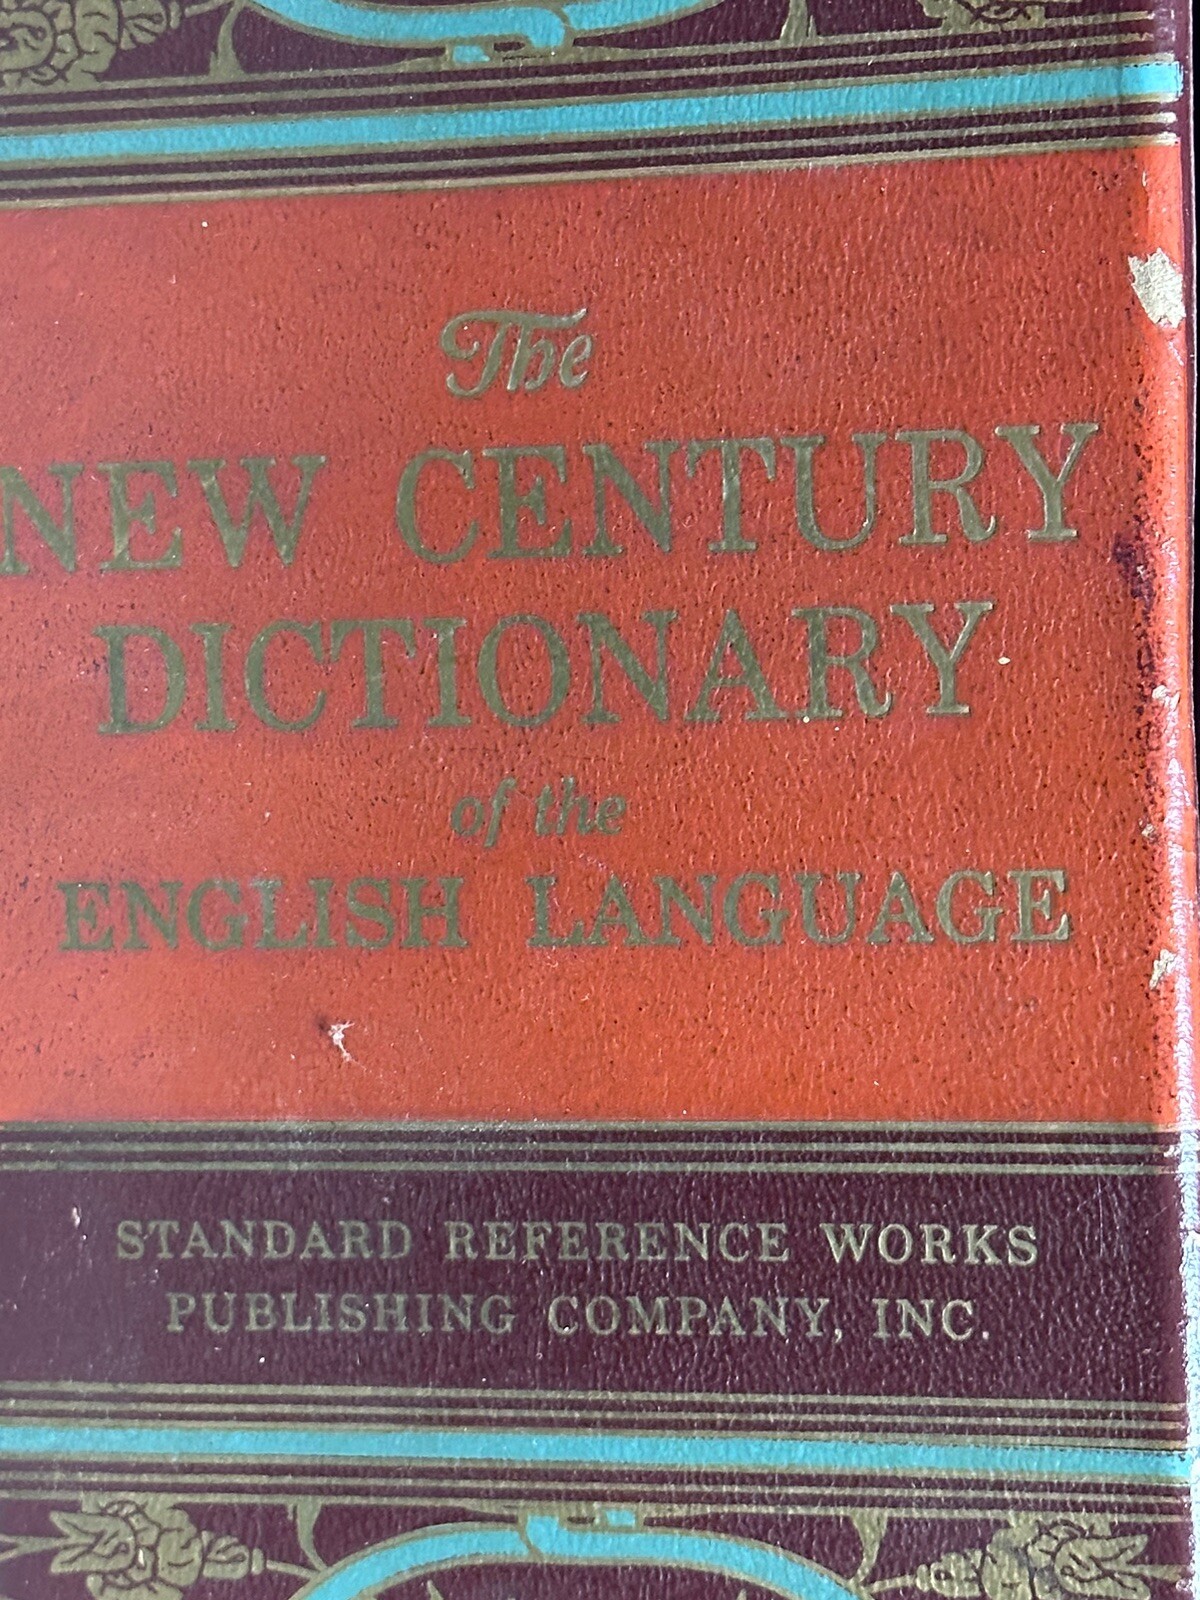 The
NEW CENTURY
DICTIONARY
of the
ENGLISH LANGUAGE
STANDARD REFERENCE WORKS
PUBLISHING COMPANY, INC.